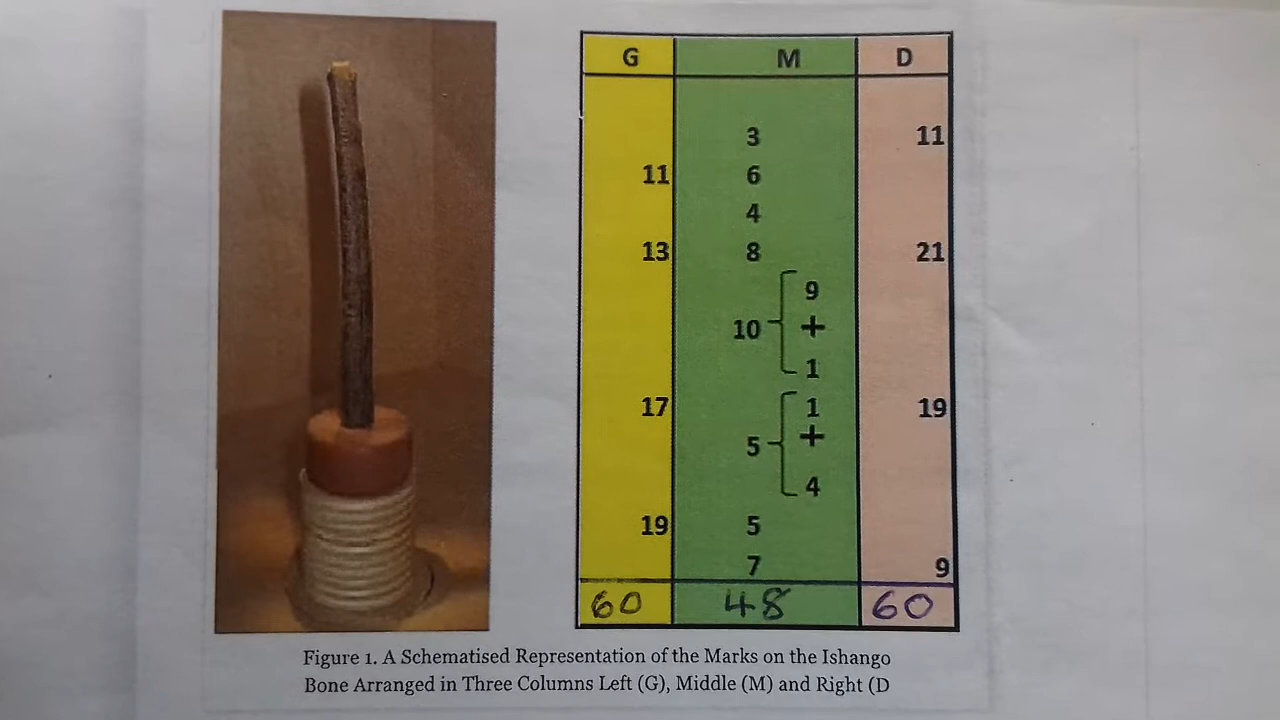 G M D
3 11
11 6
4
13 8 21
9
10 +
1
17 1 19
+
5
4
19 5
7 9
60 48 60
Figure 1. A Schematised Representation of the Marks on the Ishango
Bone Arranged in Three Columns Left (G), Middle (M) and Right (D